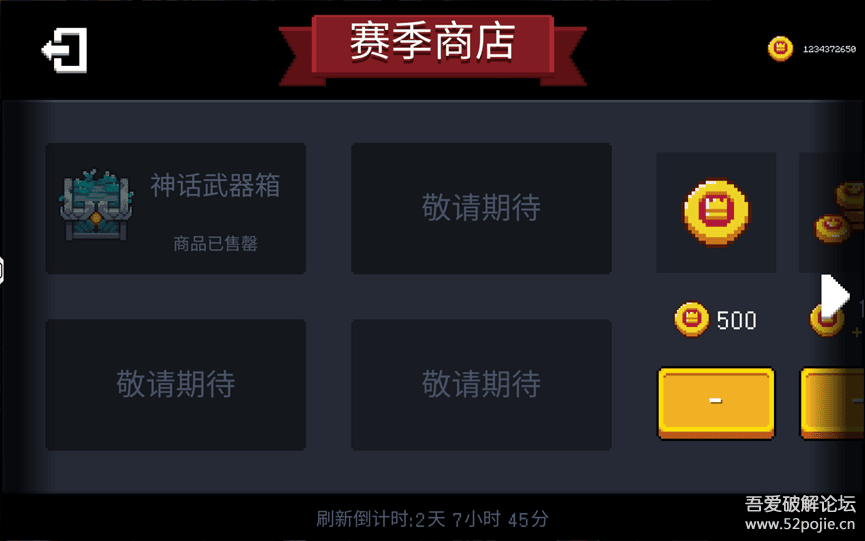 赛季商店
1234372650
神话武器箱
商品已售罄
敬请期待
500
敬请期待
敬请期待
-
刷新倒计时:2天 7小时 45分
吾爱破解论坛
www.52pojie.cn